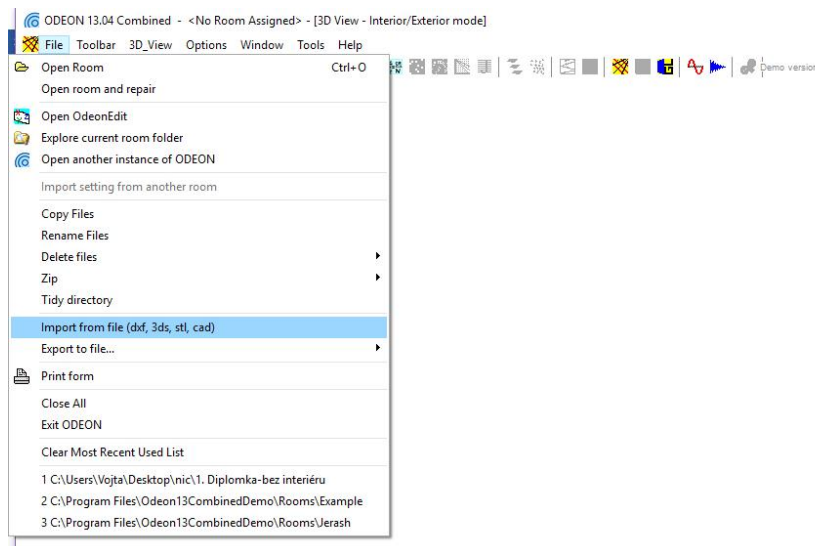 ODEON 13.04 Combined - <No Room Assigned> - [3D View - Interior/Exterior mode]
File Toolbar 3D_View Options Window Tools Help
Open Room Ctrl+O
Demo version
Open room and repair
Open OdeonEdit
Explore current room folder
Open another instance of ODEON
Import setting from another room
Copy Files
Rename Files
Delete files
Zip
Tidy directory
Import from file (dxf, 3ds, stl, cad)
Export to file...
Print form
Close All
Exit ODEON
Clear Most Recent Used List
1 C:\Users\Vojta\Desktop\nic\1. Diplomka-bez interiéru
2 C:\Program Files\Odeon13CombinedDemo\Rooms\Example
3 C:\Program Files\Odeon13CombinedDemo\Rooms\Jerash